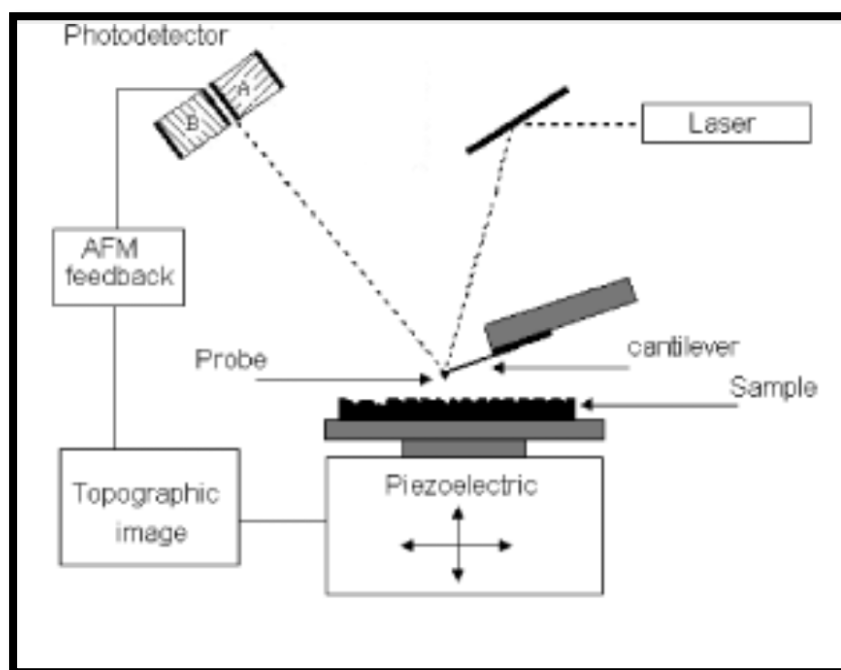 Photodetector
A
B
Laser
AFM
feedback
Probe
cantilever
Sample
Topographic
image
Piezoelectric